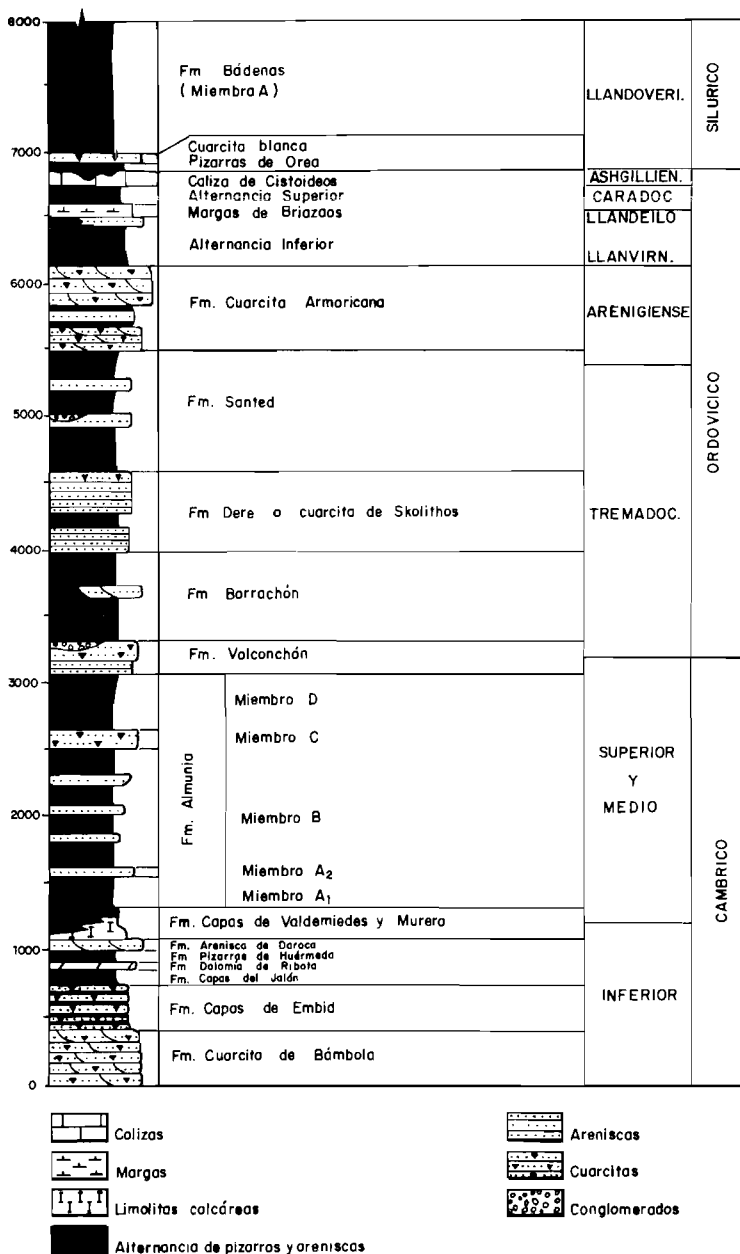 8000
Fm Bádenas
(Miembra A)
LLANDOVERI.
SILURICO
7000
Cuarcita blanca
Pizarras de Orea
Caliza de Cistoideos
ASHGILLIEN.
Alternancia Superior
CARADOC
Margas de Briazaos
LLANDEILO
Alternancia Inferior
LLANVIRN.
6000
Fm. Cuarcita Armoricana
ARENIGIENSE
ORDOVICICO
Fm. Santed
5000
Fm Dere o cuarcita de Skolithos
TREMADOC.
4000
Fm Borrachón
Fm. Valconchán
3000
Fm. Almunia
Miembro D
Miembro C
SUPERIOR
Y
MEDIO
2000
Miembro B
Miembro A2
Miembro A1
CAMBRICO
Fm. Capas de Valdemiedes y Murero
1000
Fm. Arenisca de Daroca
Fm Pizarras de Huérmeda
Fm Dolomía de Ribota
Fm. Capas del Jalón
INFERIOR
Fm. Capas de Embid
Fm. Cuarcita de Bámbola
0
Calizas
Areniscas
Margas
Cuarcitas
Limolitas calcáreas
Conglomerados
Alternancia de pizarras y areniscas